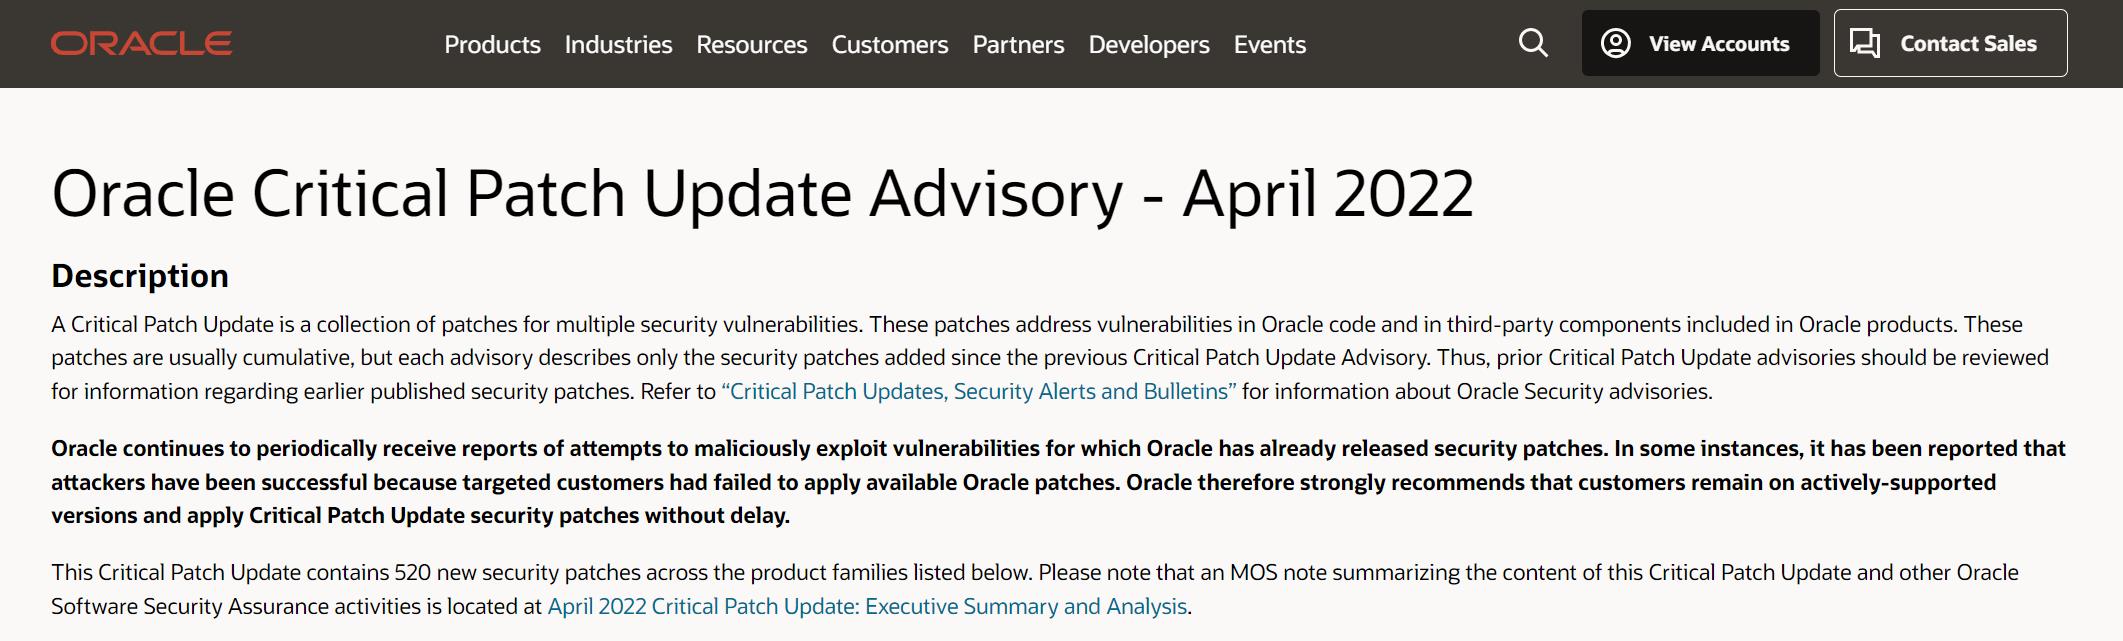 ORACLE
Products Industries Resources Customers Partners Developers Events
View Accounts
Contact Sales
Oracle Critical Patch Update Advisory - April 2022
Description
A Critical Patch Update is a collection of patches for multiple security vulnerabilities. These patches address vulnerabilities in Oracle code and in third-party components included in Oracle products. These
patches are usually cumulative, but each advisory describes only the security patches added since the previous Critical Patch Update Advisory. Thus, prior Critical Patch Update advisories should be reviewed
for information regarding earlier published security patches. Refer to “Critical Patch Updates, Security Alerts and Bulletins” for information about Oracle Security advisories.
Oracle continues to periodically receive reports of attempts to maliciously exploit vulnerabilities for which Oracle has already released security patches. In some instances, it has been reported that
attackers have been successful because targeted customers had failed to apply available Oracle patches. Oracle therefore strongly recommends that customers remain on actively-supported
versions and apply Critical Patch Update security patches without delay.
This Critical Patch Update contains 520 new security patches across the product families listed below. Please note that an MOS note summarizing the content of this Critical Patch Update and other Oracle
Software Security Assurance activities is located at April 2022 Critical Patch Update: Executive Summary and Analysis.